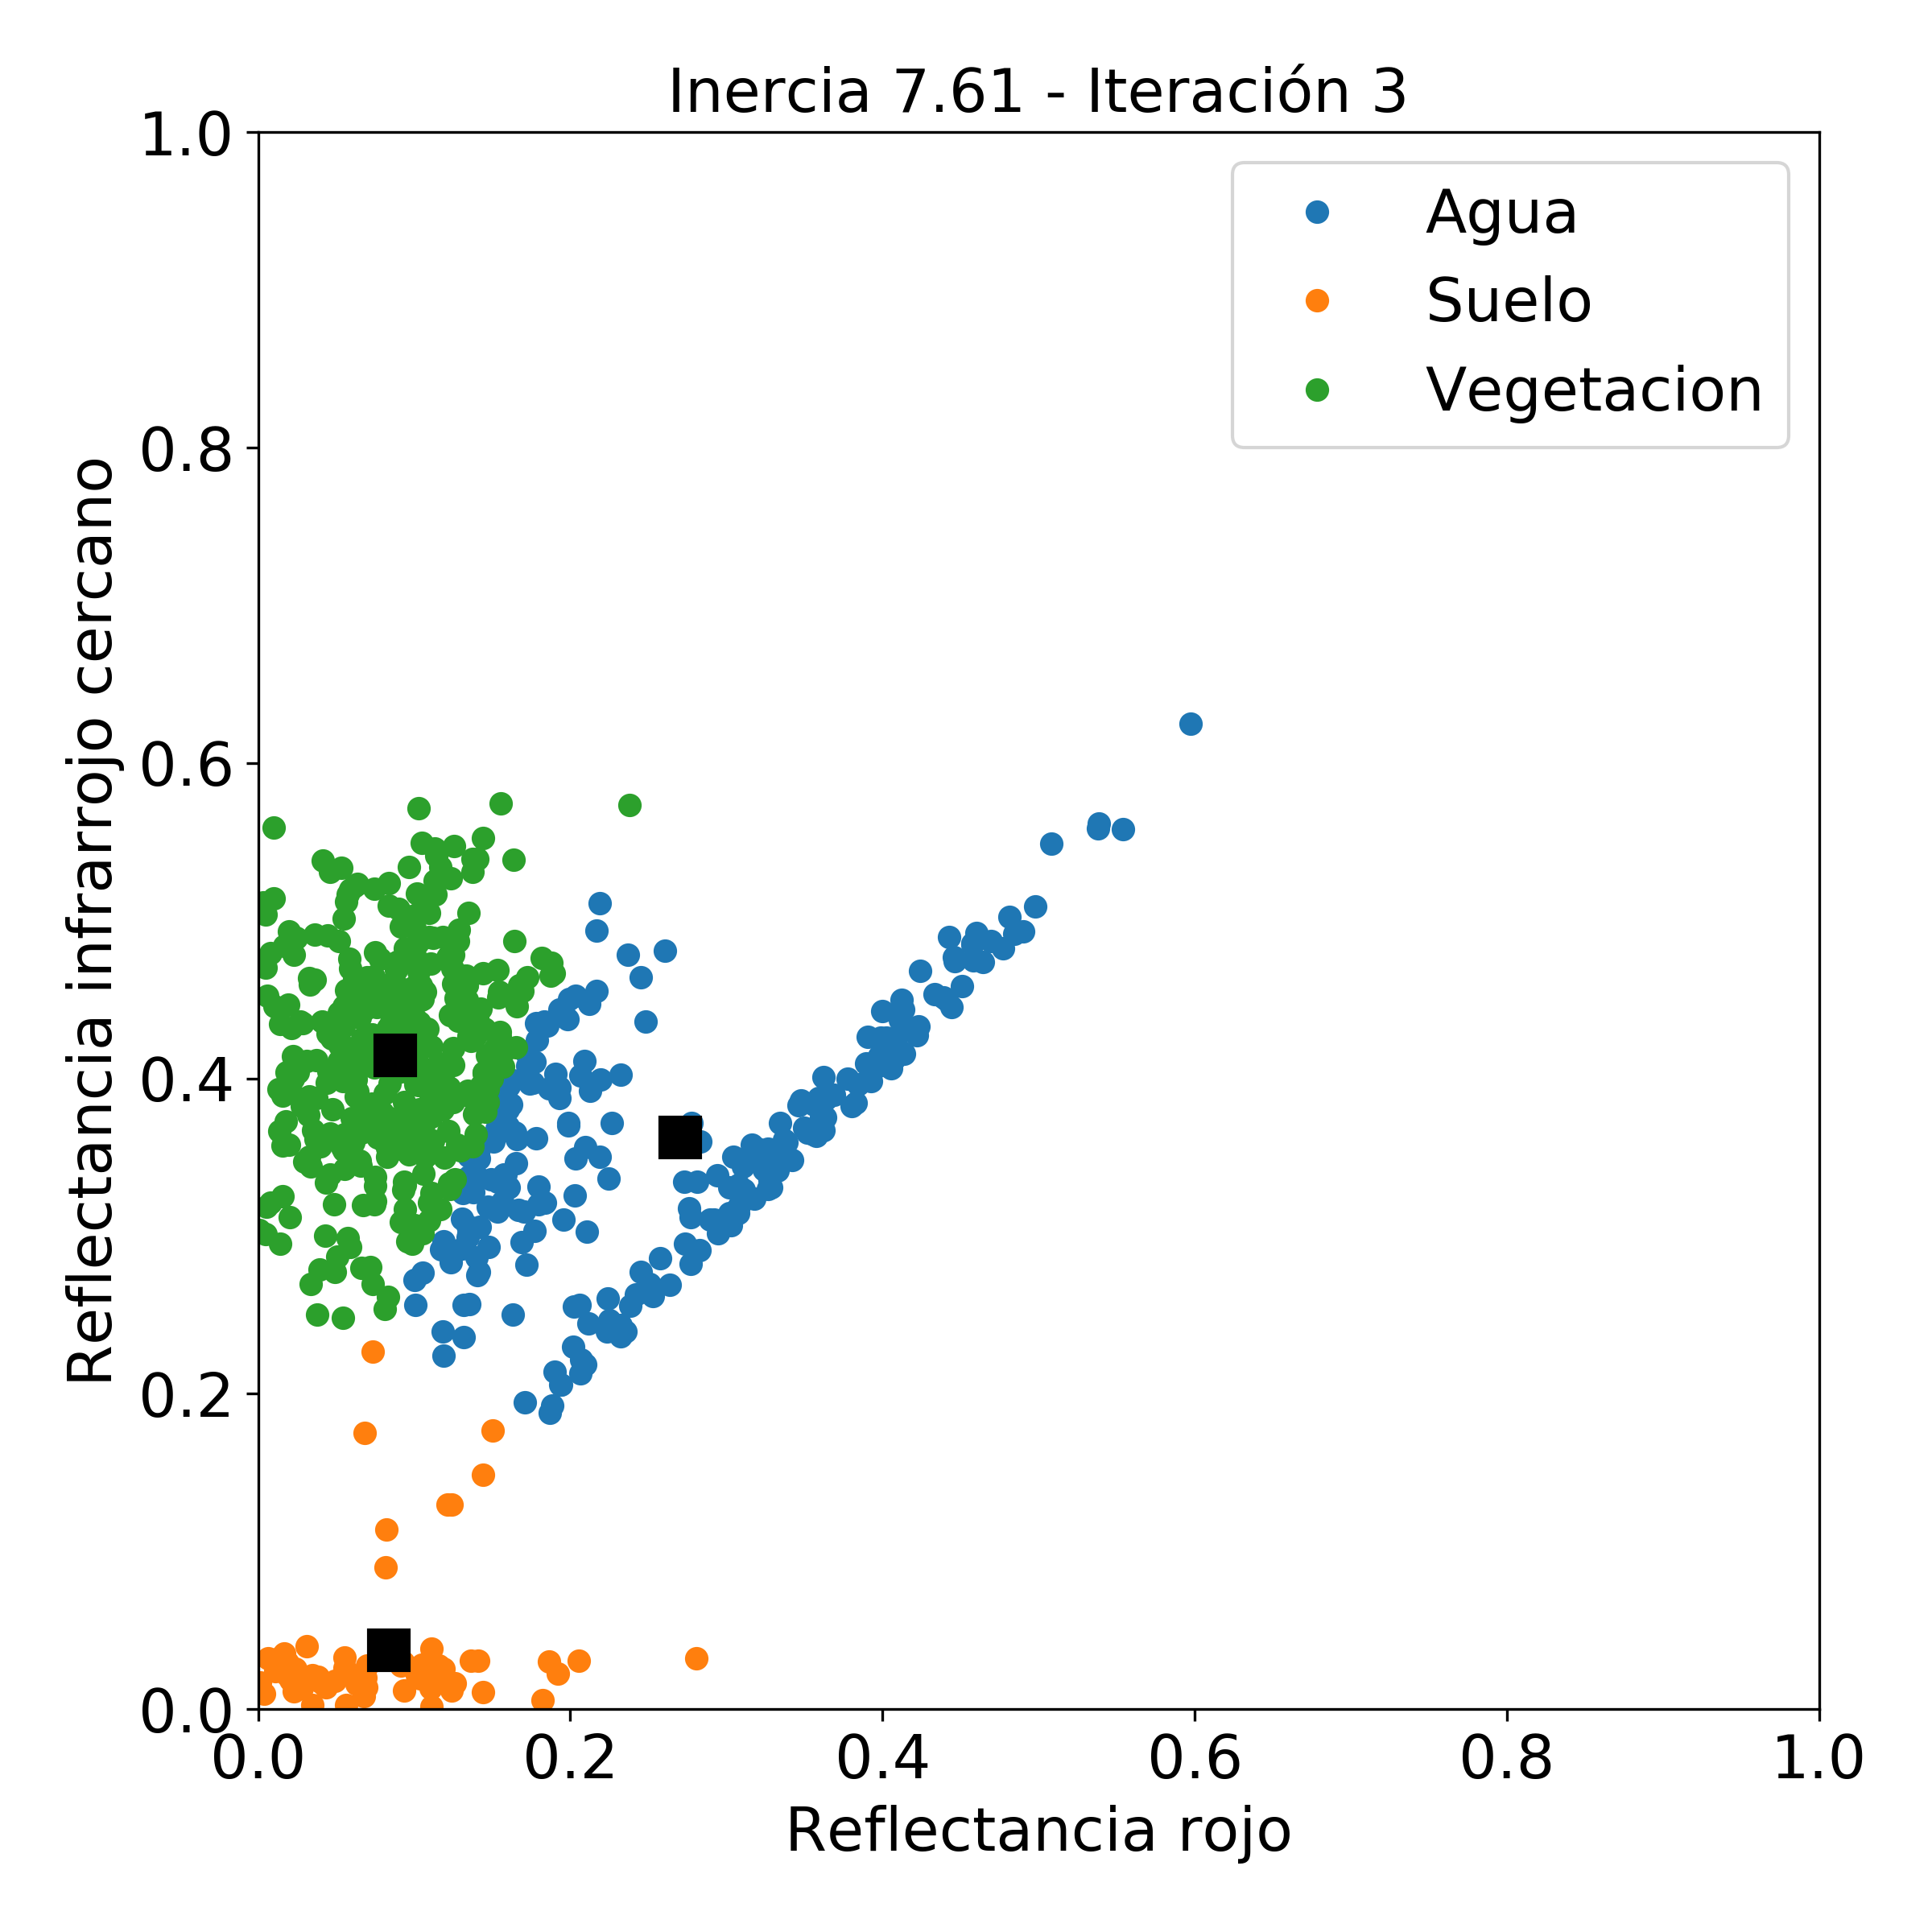 Inercia 7.61 - Iteración 3
Agua
Suelo
Vegetacion
Reflectancia infrarrojo cercano
1.0
0.8
0.6
0.4
0.2
0.0
0.0 0.2 0.4 0.6 0.8 1.0
Reflectancia rojo